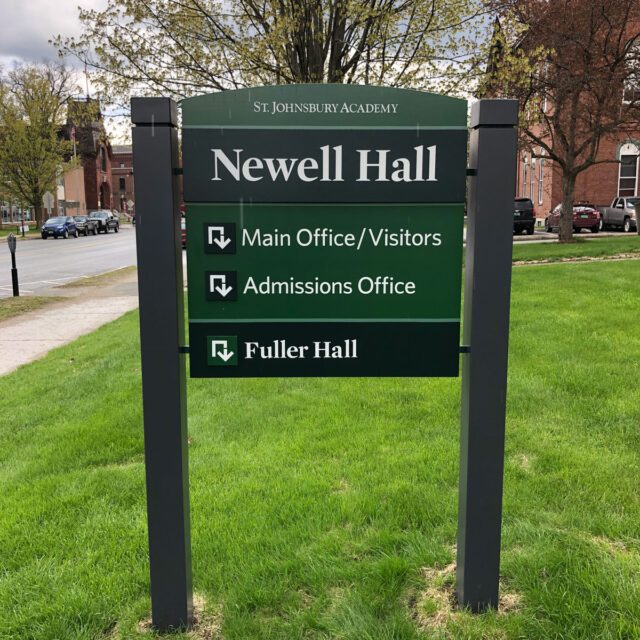 St. Johnsbury Academy
Newell Hall
Main Office/Visitors
Admissions Office
Fuller Hall